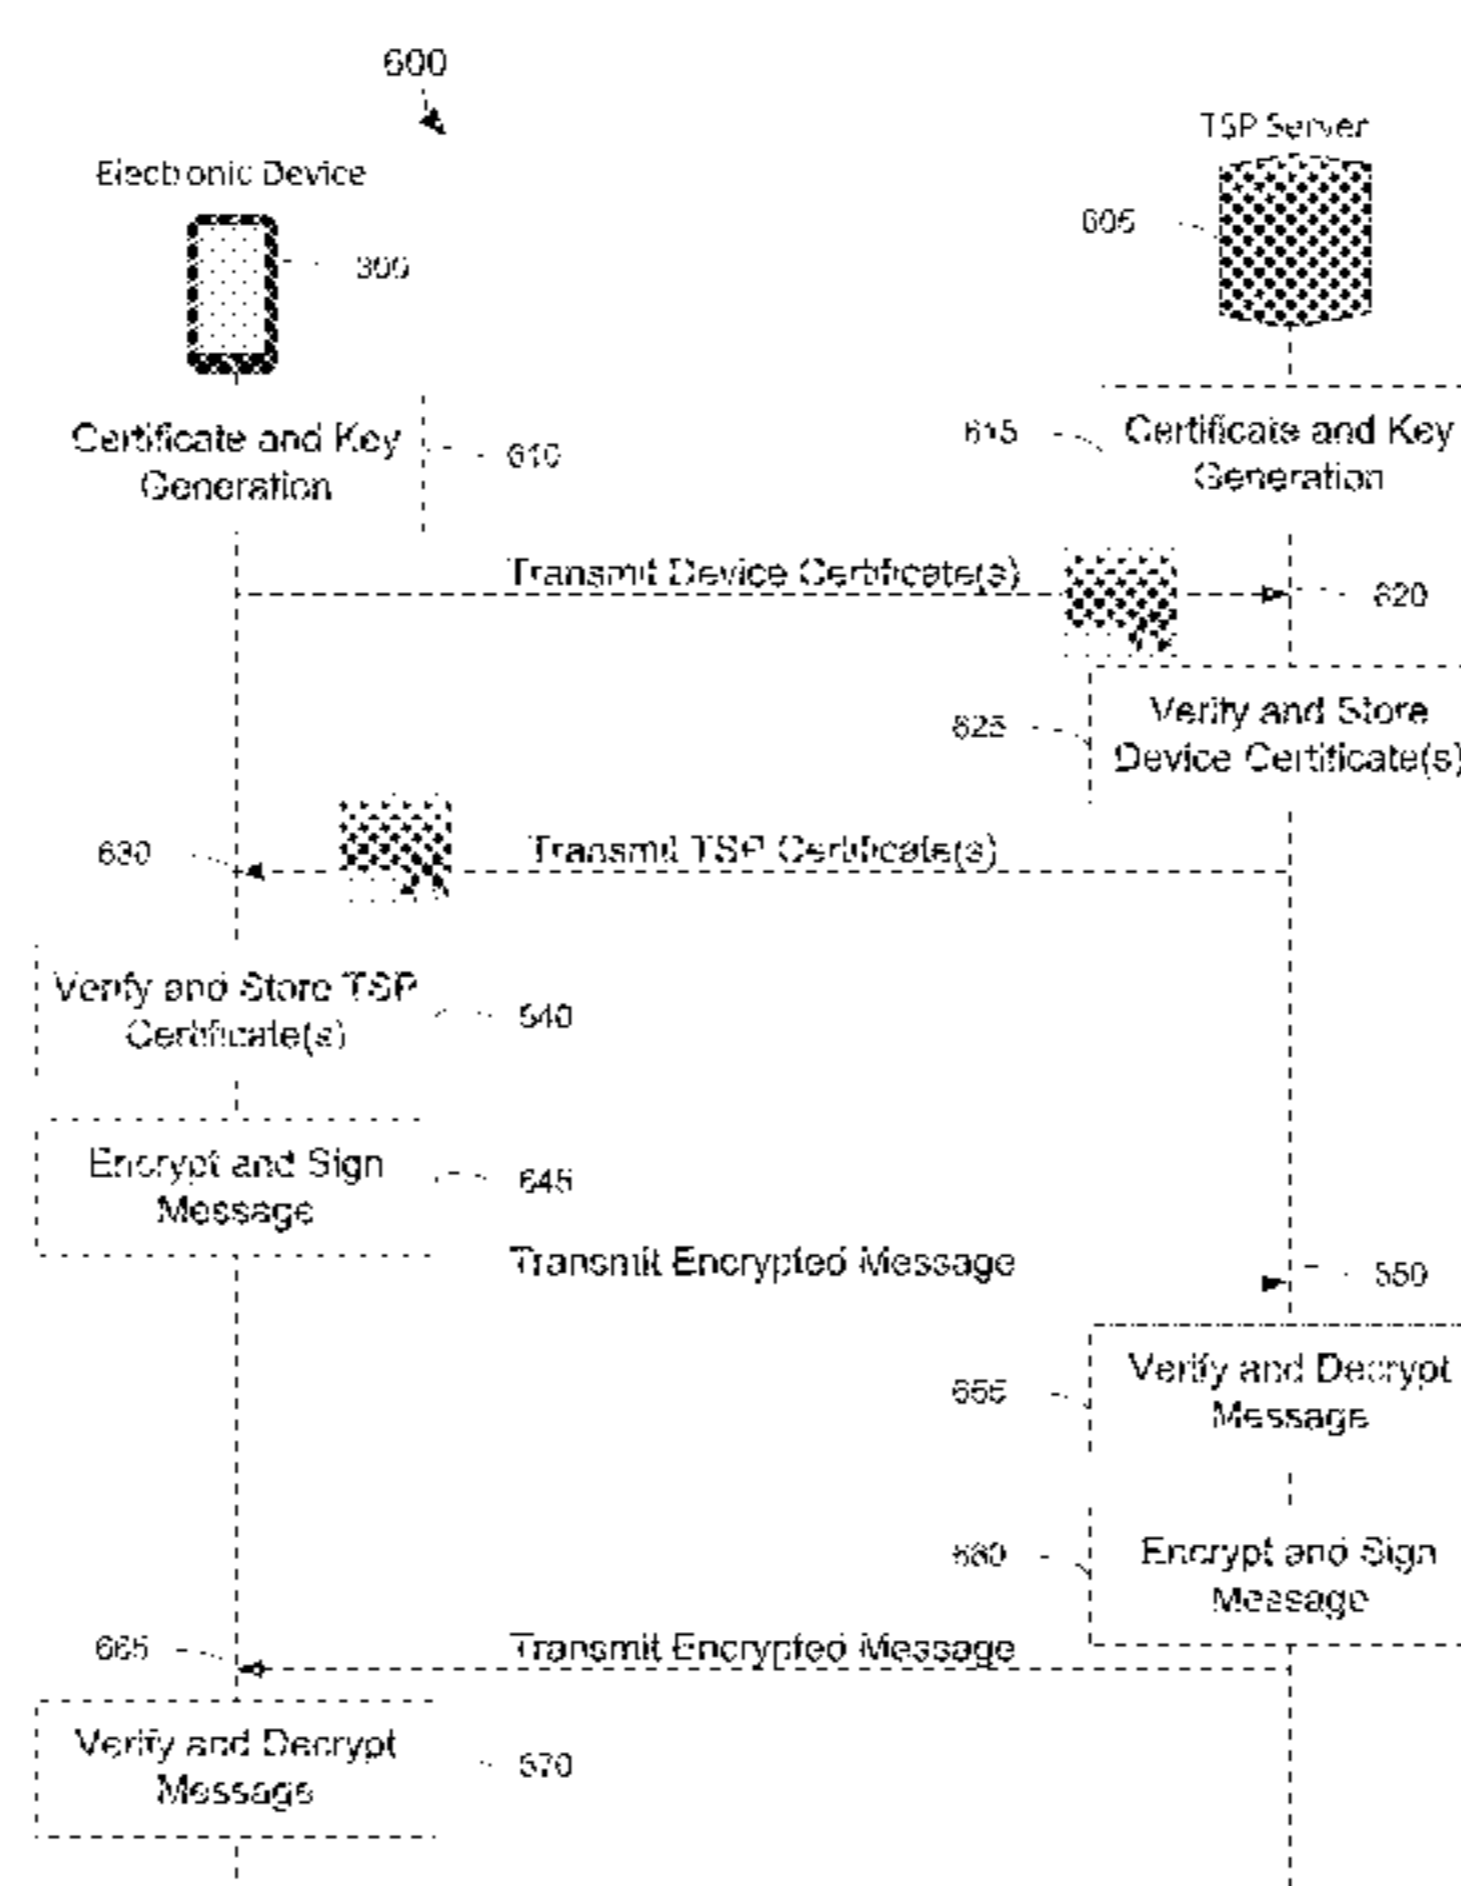 600
TSP Server
Electronic Device
605
300
Certificate and Key
Generation
610
615
Certificate and Key
Generation
Transmit Device Certificate(s)
620
625
Verify and Store
Device Certificate(s)
630
Transmit TSP Certificate(s)
Verify and Store TSP
Certificate(s)
640
Encrypt and Sign
Message
645
Transmit Encrypted Message
650
655
Verify and Decrypt
Message
660
Encrypt and Sign
Message
665
Transmit Encrypted Message
Verify and Decrypt
Message
670